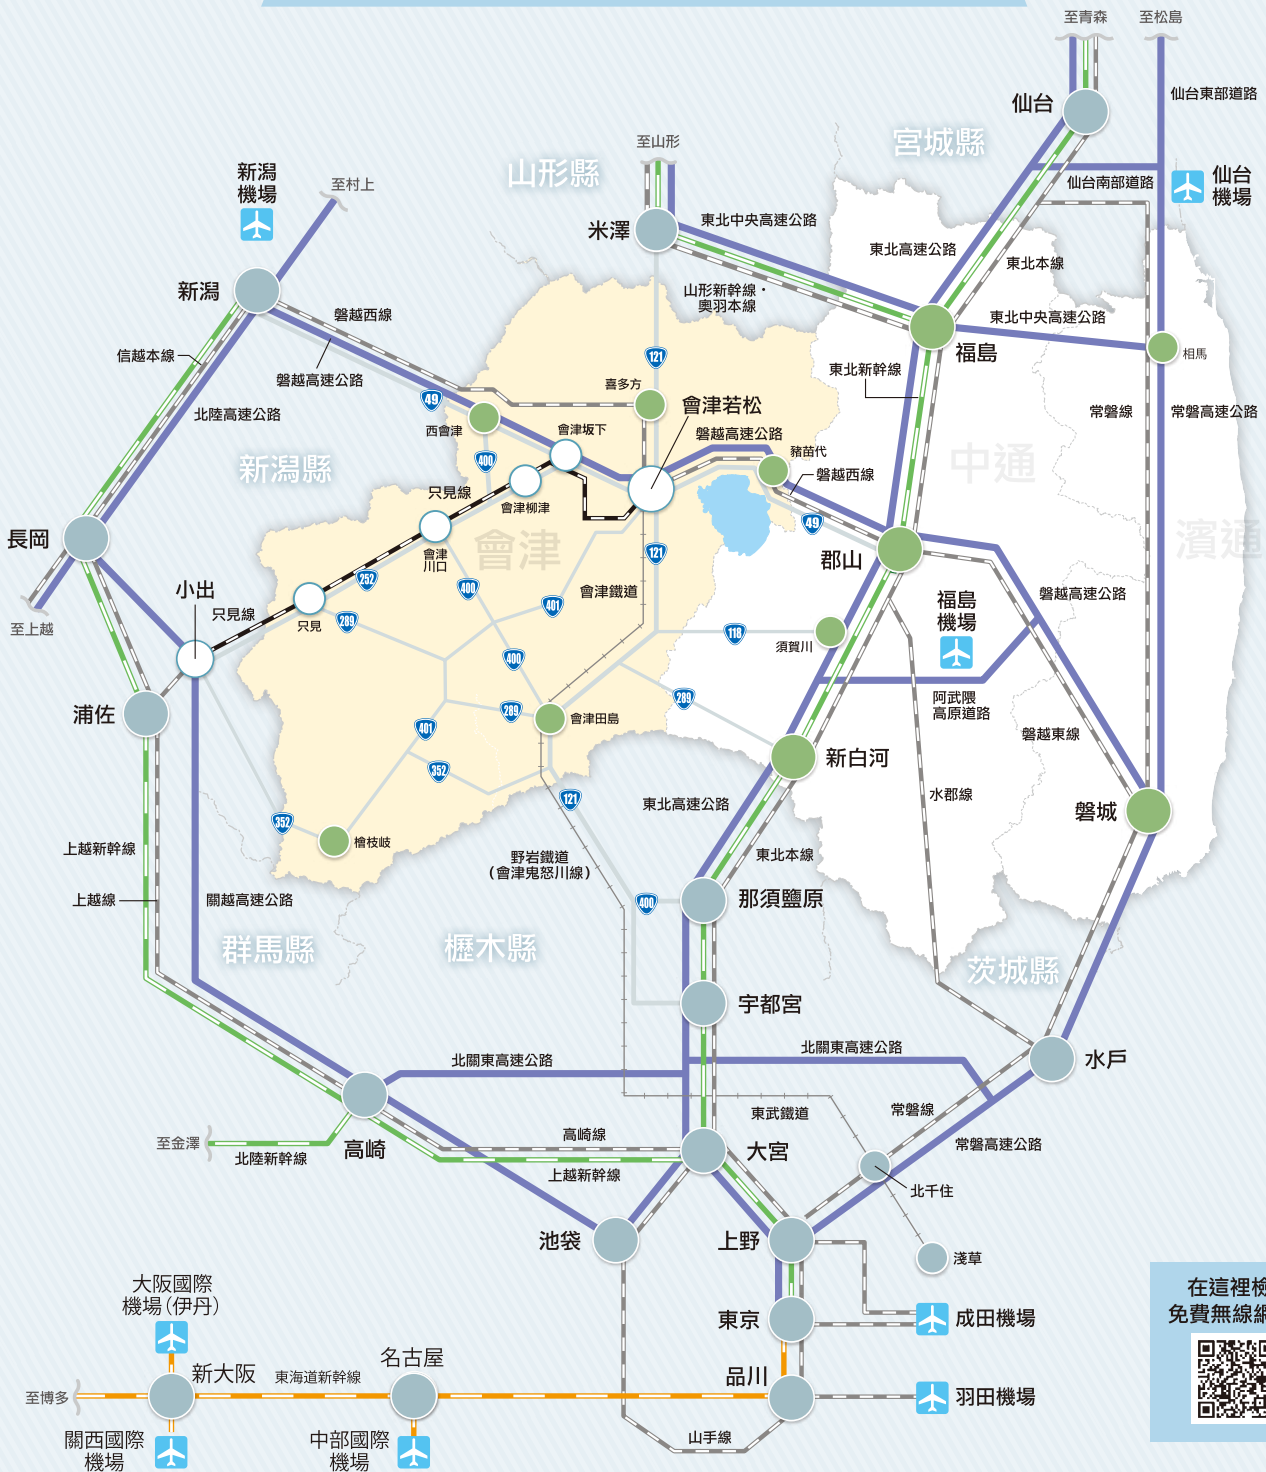 至青森
至松島
仙台
仙台東部道路
宮城縣
至山形
山形縣
新潟
機場
至村上
仙台南部道路
仙台
機場
米澤
東北中央高速公路
東北高速公路
東北本線
新潟
山形新幹線・
奧羽本線
磐越西線
東北中央高速公路
福島
相馬
信越本線
磐越高速公路
121
東北新幹線
喜多方
49
會津若松
北陸高速公路
西會津
會津坂下
磐越高速公路
常磐線
常磐高速公路
豬苗代
新潟縣
400
磐越西線
中通
只見線
會津柳津
49
長岡
會津
川口
會津
121
郡山
濱通
252
400
會津鐵道
小出
只見線
只見
289
401
福島
機場
磐越高速公路
至上越
118
須賀川
400
289
阿武隈
高原道路
浦佐
289
會津田島
401
磐越東線
新白河
352
121
東北高速公路
水郡線
磐城
352
檜枝岐
上越新幹線
野岩鐵道
(會津鬼怒川線)
東北本線
上越線
關越高速公路
400
那須鹽原
群馬縣
櫪木縣
茨城縣
宇都宮
北關東高速公路
北關東高速公路
水戶
東武鐵道
常磐線
至金澤
北陸新幹線
高崎
高崎線
上越新幹線
大宮
常磐高速公路
北千住
池袋
上野
淺草
大阪國際
機場(伊丹)
東京
成田機場
在這裡檢
免費無線網
新大阪
東海道新幹線
名古屋
品川
至博多
羽田機場
關西國際
機場
中部國際
機場
山手線